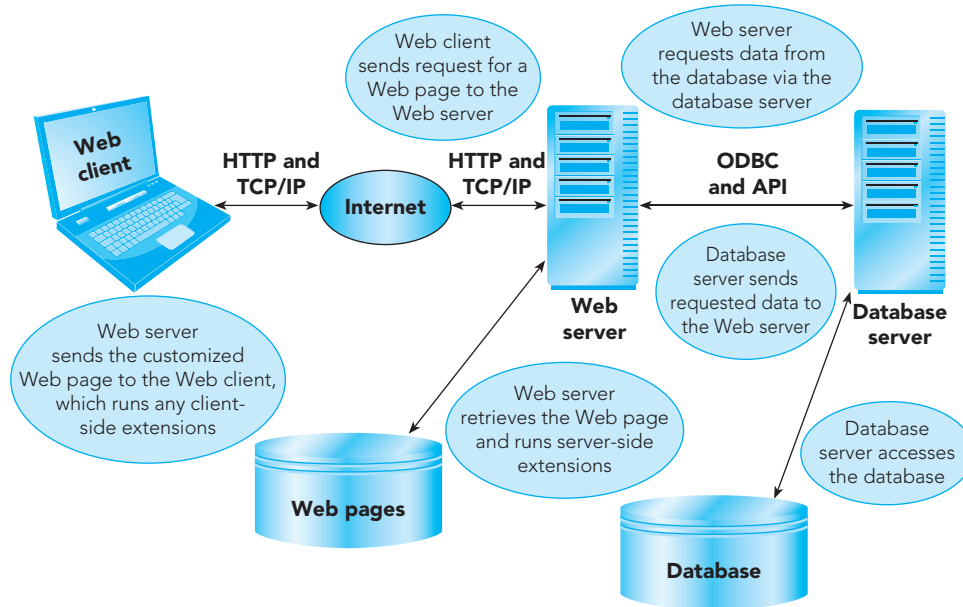 Web client
sends request for a
Web page to the
Web server
Web server
requests data from
the database via the
database server
Web
client
HTTP and
TCP/IP
Internet
HTTP and
TCP/IP
ODBC
and API
Web
server
Database
server sends
requested data to
the Web server
Database
server
Web server
sends the customized
Web page to the Web client,
which runs any client-
side extensions
Web server
retrieves the Web page
and runs server-side
extensions
Database
server accesses
the database
Web pages
Database